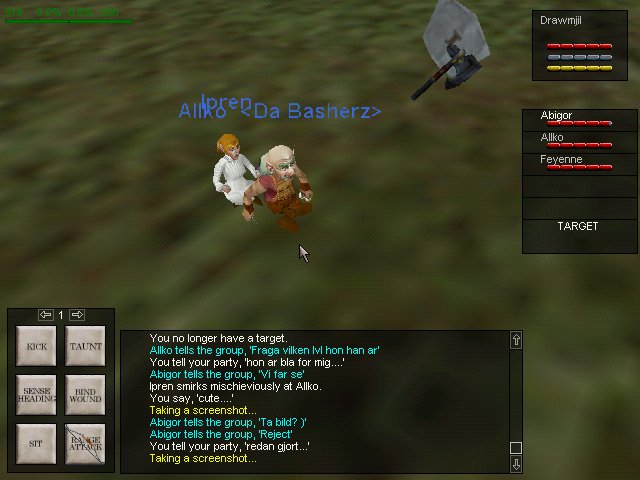 Drawmjil
Ipren
Allko <Da Basherz>
Abigor
Allko
Feyenne
TARGET
1
KICK
TAUNT
SENSE HEADING
BIND WOUND
SIT
RANGE ATTACK
You no longer have a target.
Allko tells the group, 'Fraga vilken lvl hon han ar'
You tell your party, 'hon ar bla for mig....'
Abigor tells the group, 'Vi far se'
Ipren smirks mischieviously at Allko.
You say, 'cute....'
Taking a screenshot...
Abigor tells the group, 'Ta bild? )'
Abigor tells the group, 'Reject'
You tell your party, 'redan gjort...'
Taking a screenshot...